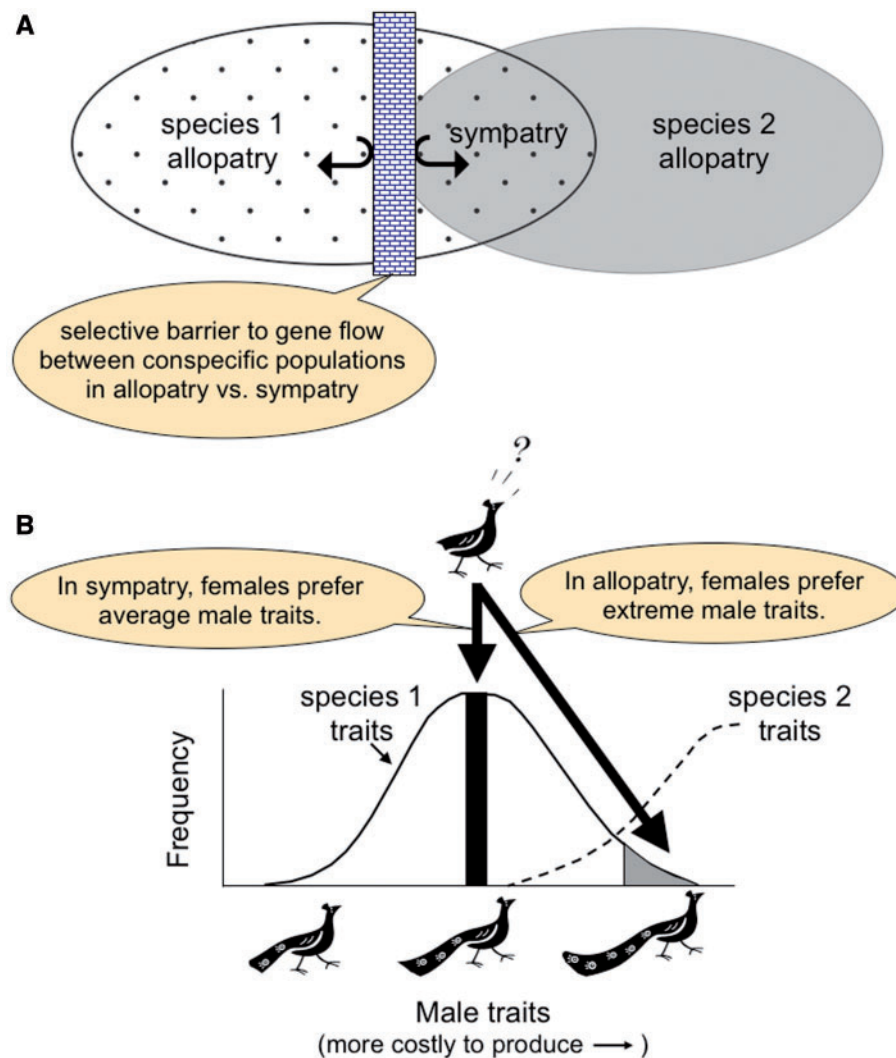 A
species 1
allopatry
sympatry
species 2
allopatry
selective barrier to gene flow
between conspecific populations
in allopatry vs. sympatry
?
B
In sympatry, females prefer
average male traits.
In allopatry, females prefer
extreme male traits.
species 1
traits
species 2
traits
Frequency
Male traits
(more costly to produce → )